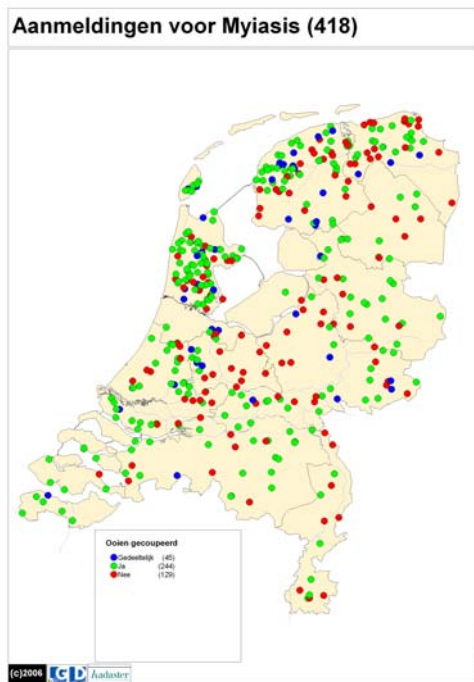 Aanmeldingen voor Myiasis (418)
Ooien gecoupeerd
Gedeeltelijk (45)
Ja (244)
Nee (129)
(c)2006 GD kadaster